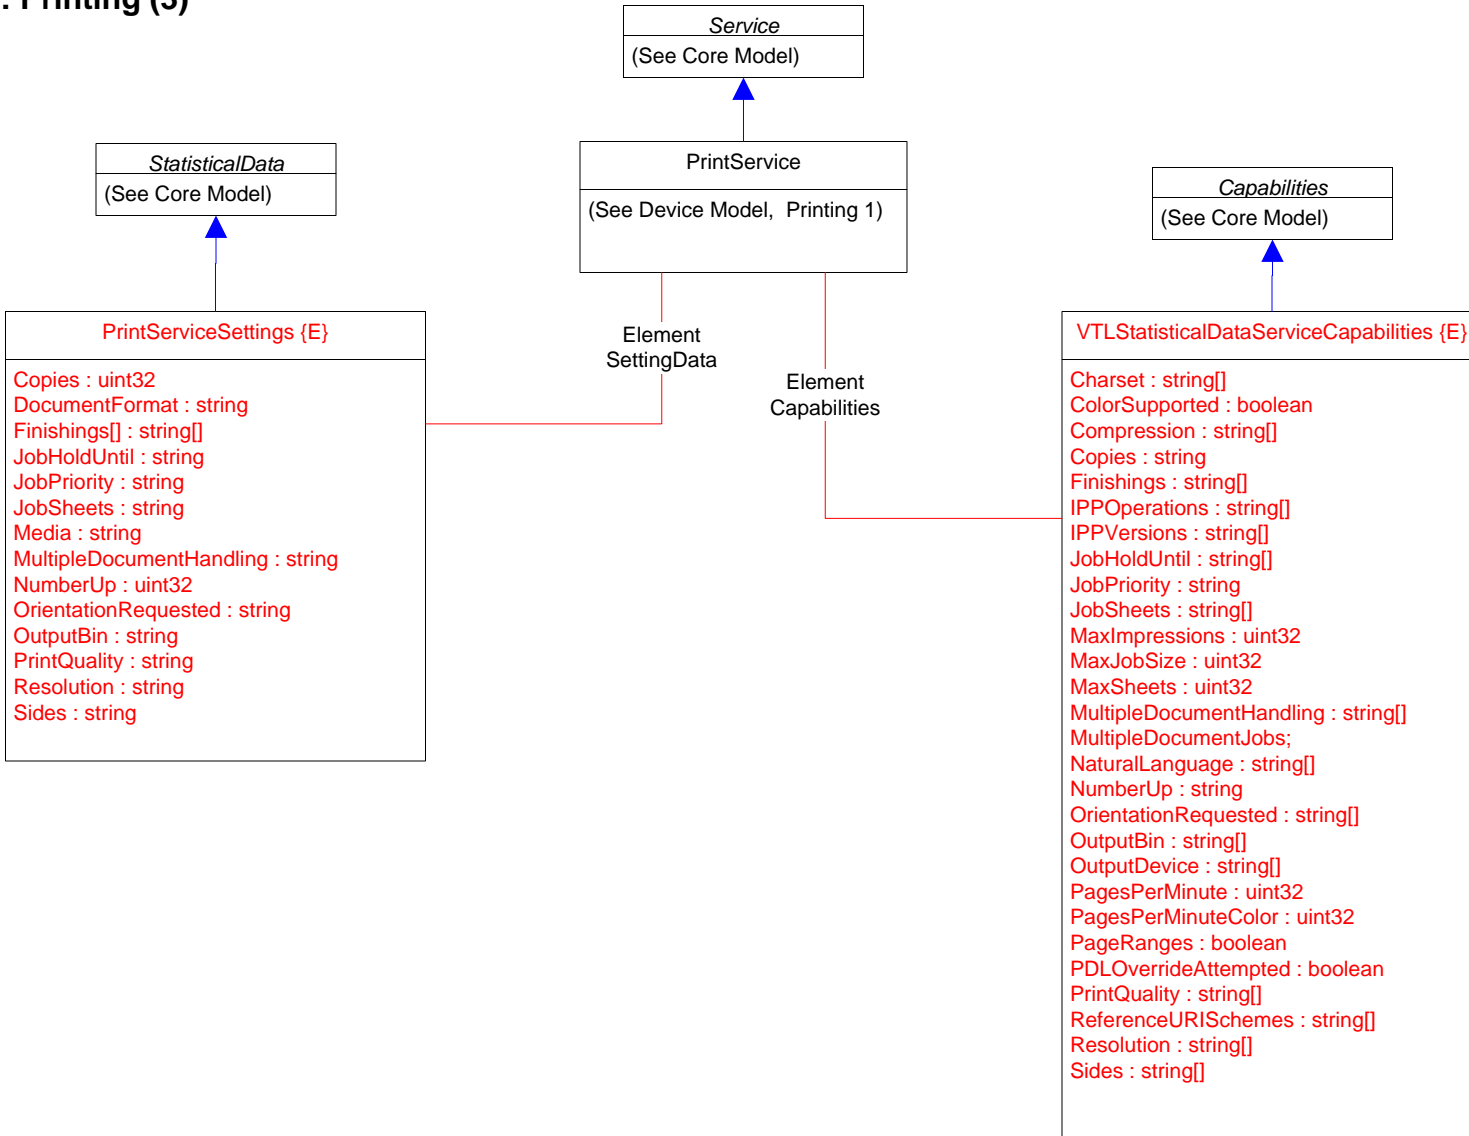 : Printing (3)
Service
(See Core Model)
StatisticalData
(See Core Model)
PrintService
(See Device Model,  Printing 1)
Capabilities
(See Core Model)
PrintServiceSettings {E}
Copies : uint32
DocumentFormat : string
Finishings[] : string[]
JobHoldUntil : string
JobPriority : string
JobSheets : string
Media : string
MultipleDocumentHandling : string
NumberUp : uint32
OrientationRequested : string
OutputBin : string
PrintQuality : string
Resolution : string
Sides : string
Element
SettingData
Element
Capabilities
VTLStatisticalDataServiceCapabilities {E}
Charset : string[]
ColorSupported : boolean
Compression : string[]
Copies : string
Finishings : string[]
IPPOperations : string[]
IPPVersions : string[]
JobHoldUntil : string[]
JobPriority : string
JobSheets : string[]
MaxImpressions : uint32
MaxJobSize : uint32
MaxSheets : uint32
MultipleDocumentHandling : string[]
MultipleDocumentJobs;
NaturalLanguage : string[]
NumberUp : string
OrientationRequested : string[]
OutputBin : string[]
OutputDevice : string[]
PagesPerMinute : uint32
PagesPerMinuteColor : uint32
PageRanges : boolean
PDLOverrideAttempted : boolean
PrintQuality : string[]
ReferenceURISchemes : string[]
Resolution : string[]
Sides : string[]